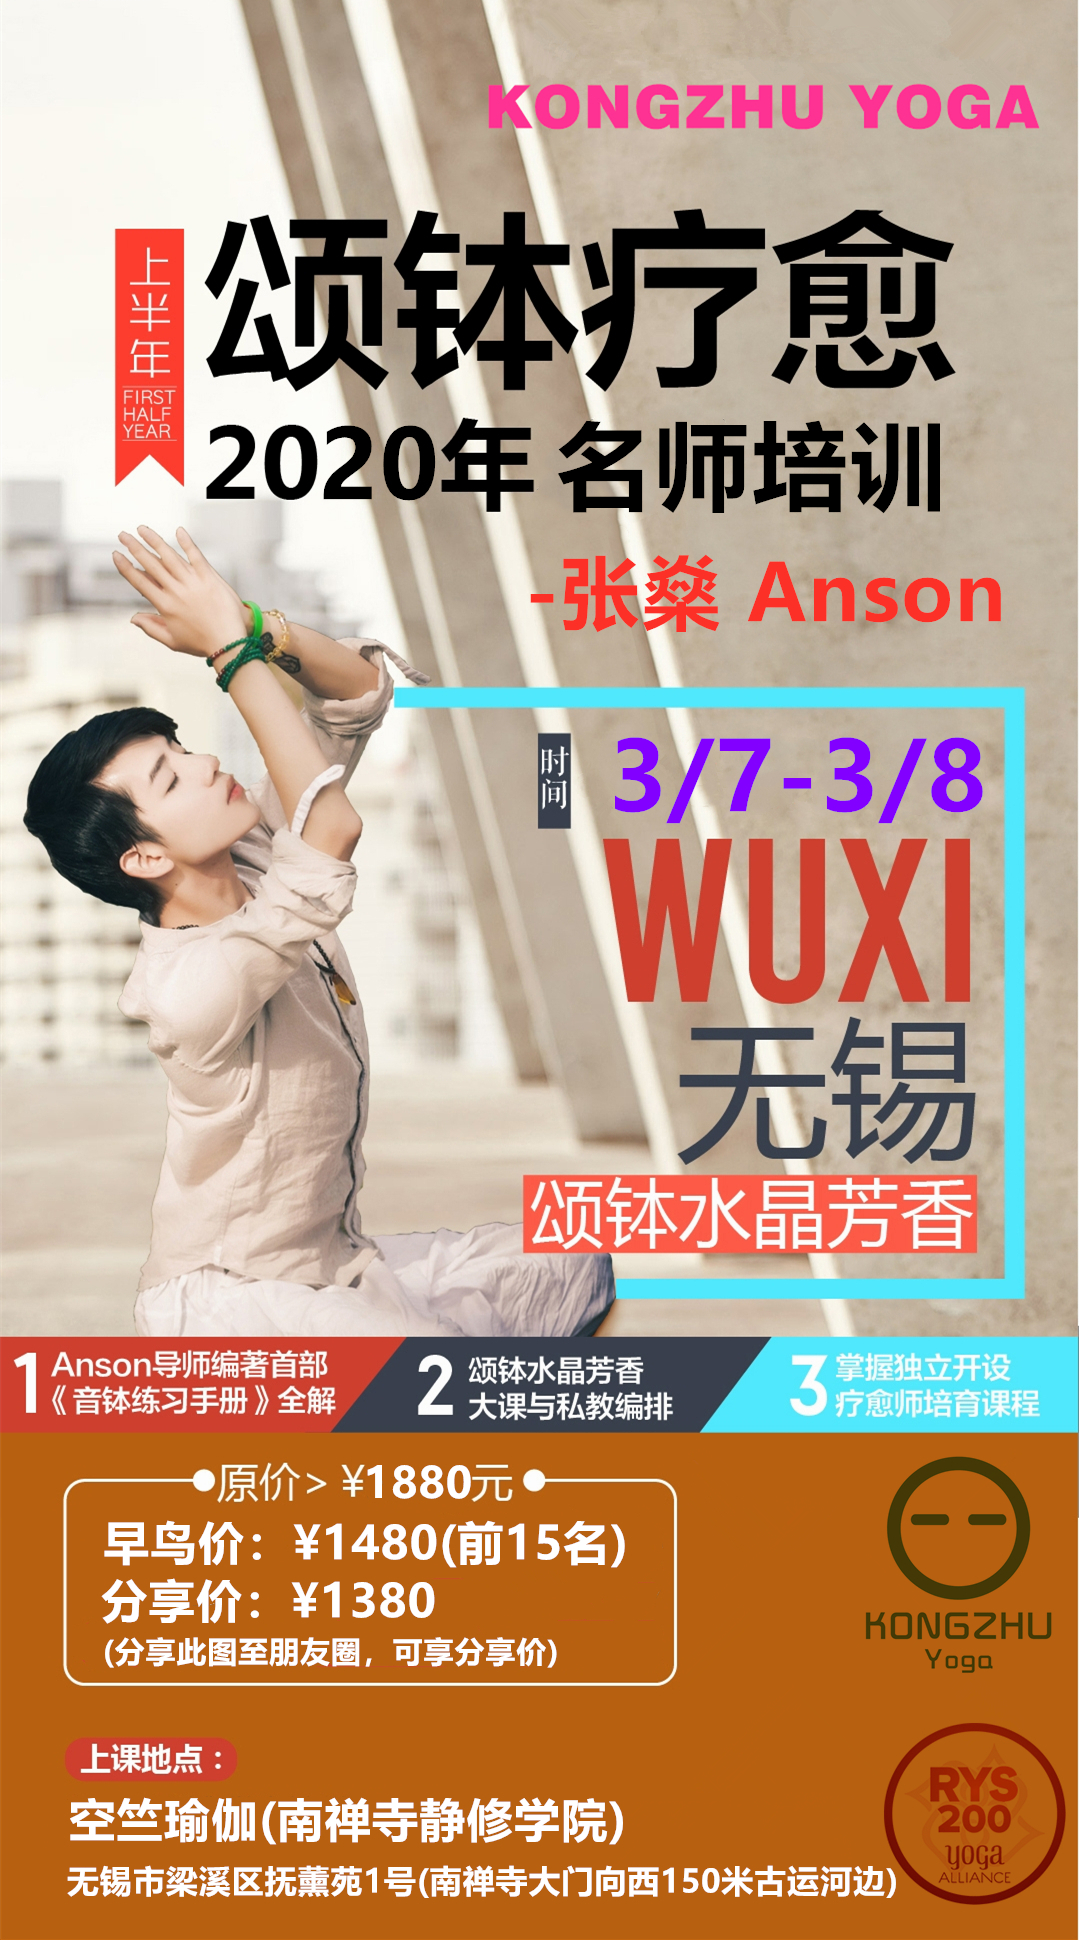 KONGZHU YOGA
上半年
FIRST
HALF
YEAR
颂钵疗愈
2020年 名师培训
-张燊 Anson
时间
3/7-3/8
WUXI
无锡
颂钵水晶芳香
1 Anson导师编著首部
《音钵练习手册》全解
2 颂钵水晶芳香
大课与私教编排
3 掌握独立开设
疗愈师培育课程
原价> ¥1880元
早鸟价：¥1480(前15名)
分享价：¥1380
(分享此图至朋友圈，可享分享价)
KONGZHU
Yoga
上课地点：
空竺瑜伽(南禅寺静修学院)
无锡市梁溪区抚薰苑1号(南禅寺大门向西150米古运河边)
RYS
200
yoga
ALLIANCE